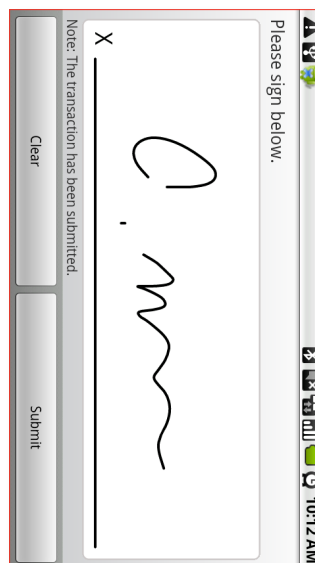 10:12 AM
Please sign below.
X
C. m
Note: The transaction has been submitted.
Clear
Submit